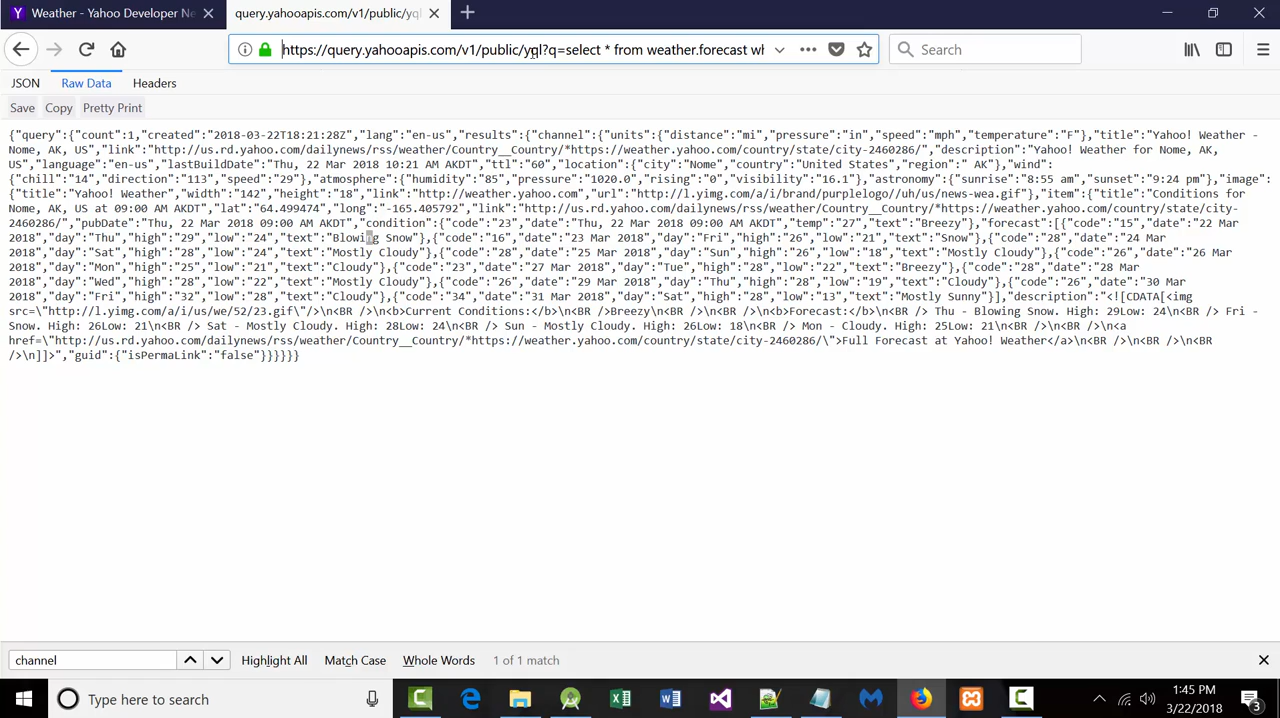 Weather - Yahoo Developer Ne
query.yahooapis.com/v1/public/yq
https://query.yahooapis.com/v1/public/yql?q=select * from weather.forecast wh
Search
JSON
Raw Data
Headers
Save
Copy
Pretty Print
{"query":{"count":1,"created":"2018-03-22T18:21:28Z","lang":"en-us","results":{"channel":{"units":{"distance":"mi","pressure":"in","speed":"mph","temperature":"F"},"title":"Yahoo! Weather -
Nome, AK, US","link":"http://us.rd.yahoo.com/dailynews/rss/weather/Country__Country/*https://weather.yahoo.com/country/state/city-2460286/","description":"Yahoo! Weather for Nome, AK,
US","language":"en-us","lastBuildDate":"Thu, 22 Mar 2018 10:21 AM AKDT","ttl":"60","location":{"city":"Nome","country":"United States","region":" AK"},"wind":
{"chill":"14","direction":"113","speed":"29"},"atmosphere":{"humidity":"85","pressure":"1020.0","rising":"0","visibility":"16.1"},"astronomy":{"sunrise":"8:55 am","sunset":"9:24 pm"},"image":
{"title":"Yahoo! Weather","width":"142","height":"18","link":"http://weather.yahoo.com","url":"http://l.yimg.com/a/i/brand/purplelogo//uh/us/news-wea.gif"},"item":{"title":"Conditions for
Nome, AK, US at 09:00 AM AKDT","lat":"64.499474","long":"-165.405792","link":"http://us.rd.yahoo.com/dailynews/rss/weather/Country__Country/*https://weather.yahoo.com/country/state/city-
2460286/","pubDate":"Thu, 22 Mar 2018 09:00 AM AKDT","condition":{"code":"23","date":"Thu, 22 Mar 2018 09:00 AM AKDT","temp":"27","text":"Breezy"},"forecast":[{"code":"15","date":"22 Mar
2018","day":"Thu","high":"29","low":"24","text":"Blowing Snow"},{"code":"16","date":"23 Mar 2018","day":"Fri","high":"26","low":"21","text":"Snow"},{"code":"28","date":"24 Mar
2018","day":"Sat","high":"28","low":"24","text":"Mostly Cloudy"},{"code":"28","date":"25 Mar 2018","day":"Sun","high":"26","low":"18","text":"Mostly Cloudy"},{"code":"26","date":"26 Mar
2018","day":"Mon","high":"25","low":"21","text":"Cloudy"},{"code":"23","date":"27 Mar 2018","day":"Tue","high":"28","low":"22","text":"Breezy"},{"code":"28","date":"28 Mar
2018","day":"Wed","high":"28","low":"22","text":"Mostly Cloudy"},{"code":"26","date":"29 Mar 2018","day":"Thu","high":"28","low":"19","text":"Cloudy"},{"code":"26","date":"30 Mar
2018","day":"Fri","high":"32","low":"28","text":"Cloudy"},{"code":"34","date":"31 Mar 2018","day":"Sat","high":"28","low":"13","text":"Mostly Sunny"}],"description":"<![CDATA[<img
src=\"http://l.yimg.com/a/i/us/we/52/23.gif\"/>\n<BR />\n<b>Current Conditions:</b>\n<BR />Breezy\n<BR />\n<BR />\n<b>Forecast:</b>\n<BR /> Thu - Blowing Snow. High: 29Low: 24\n<BR /> Fri -
Snow. High: 26Low: 21\n<BR /> Sat - Mostly Cloudy. High: 28Low: 24\n<BR /> Sun - Mostly Cloudy. High: 26Low: 18\n<BR /> Mon - Cloudy. High: 25Low: 21\n<BR />\n<BR />\n<a
href=\"http://us.rd.yahoo.com/dailynews/rss/weather/Country__Country/*https://weather.yahoo.com/country/state/city-2460286/\">Full Forecast at Yahoo! Weather</a>\n<BR />\n<BR />\n<BR
/>\n]]>","guid":{"isPermaLink":"false"}}}}}}
channel
Highlight All
Match Case
Whole Words
1 of 1 match
Type here to search
1:45 PM
3/22/2018
3